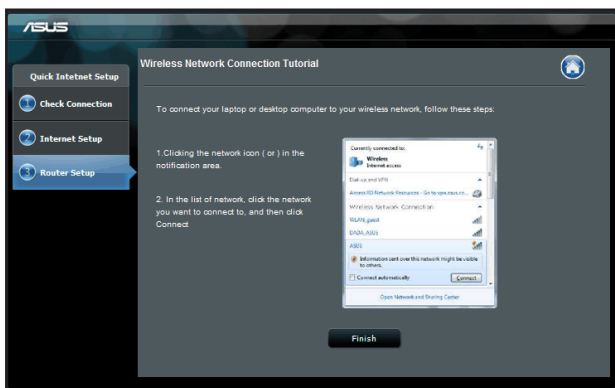 ASUS
Quick Intetnet Setup
1 Check Connection
2 Internet Setup
3 Router Setup
Wireless Network Connection Tutorial
To connect your laptop or desktop computer to your wireless network, follow these steps:
1.Clicking the network icon ( or ) in the
notification area.
2. In the list of network, click the network
you want to connect to, and then click
Connect
Currently connected to:
Wireless
Internet access
Dial-up and VPN
Wireless Network Connection
WLAN_guest
DADA_ASUS
ASUS
Information sent over this network might be visible
to others.
Connect automatically
Connect
Open Network and Sharing Center
Finish